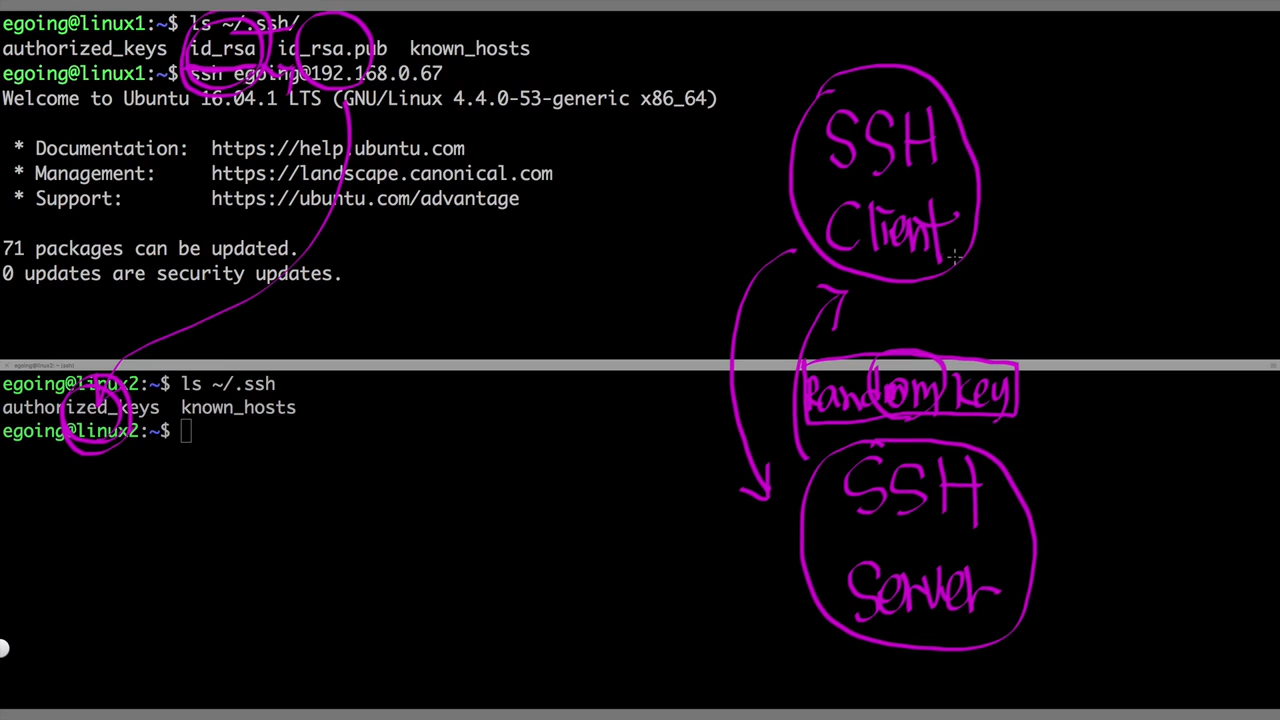 egoing@linux1:~$ ls ~/.ssh/
authorized_keys id_rsa id_rsa.pub known_hosts
egoing@linux1:~$ ssh egoing@192.168.0.67
Welcome to Ubuntu 16.04.1 LTS (GNU/Linux 4.4.0-53-generic x86_64)
* Documentation: https://help.ubuntu.com
* Management: https://landscape.canonical.com
* Support: https://ubuntu.com/advantage
71 packages can be updated.
0 updates are security updates.
egoing@linux2:~$ ls ~/.ssh
authorized_keys known_hosts
egoing@linux2:~$
SSH
Client
Random Key
SSH
Server